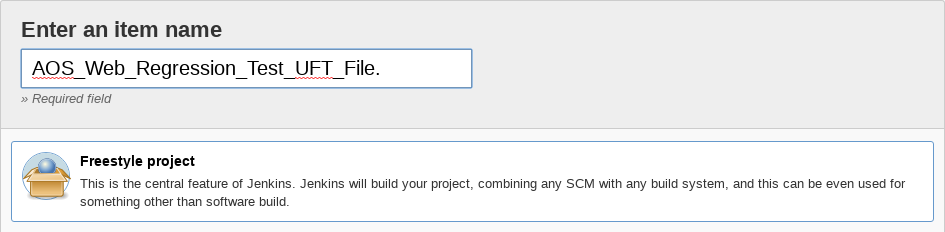 Enter an item name
AOS_Web_Regression_Test_UFT_File.
» Required field
Freestyle project
This is the central feature of Jenkins. Jenkins will build your project, combining any SCM with any build system, and this can be even used for
something other than software build.